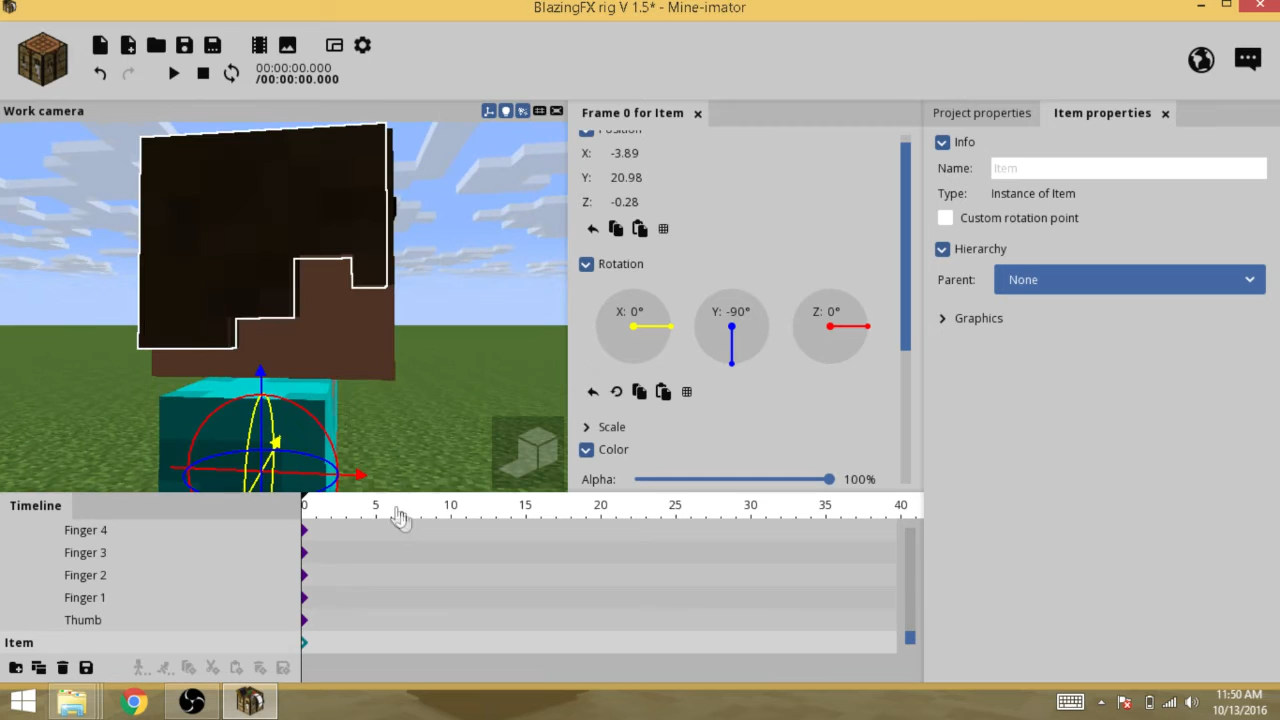 BlazingFX rig V 1.5* - Mine-imator
00:00:00.000
/00:00:00.000
Work camera
Frame 0 for Item
Position
X: -3.89
Y: 20.98
Z: -0.28
Rotation
X: 0°
Y: -90°
Z: 0°
Scale
Color
Alpha:
100%
Project properties
Item properties
Info
Name:
Item
Type:
Instance of Item
Custom rotation point
Hierarchy
Parent:
None
Graphics
Timeline
0 5 10 15 20 25 30 35 40
Finger 4
Finger 3
Finger 2
Finger 1
Thumb
Item
11:50 AM
10/13/2016